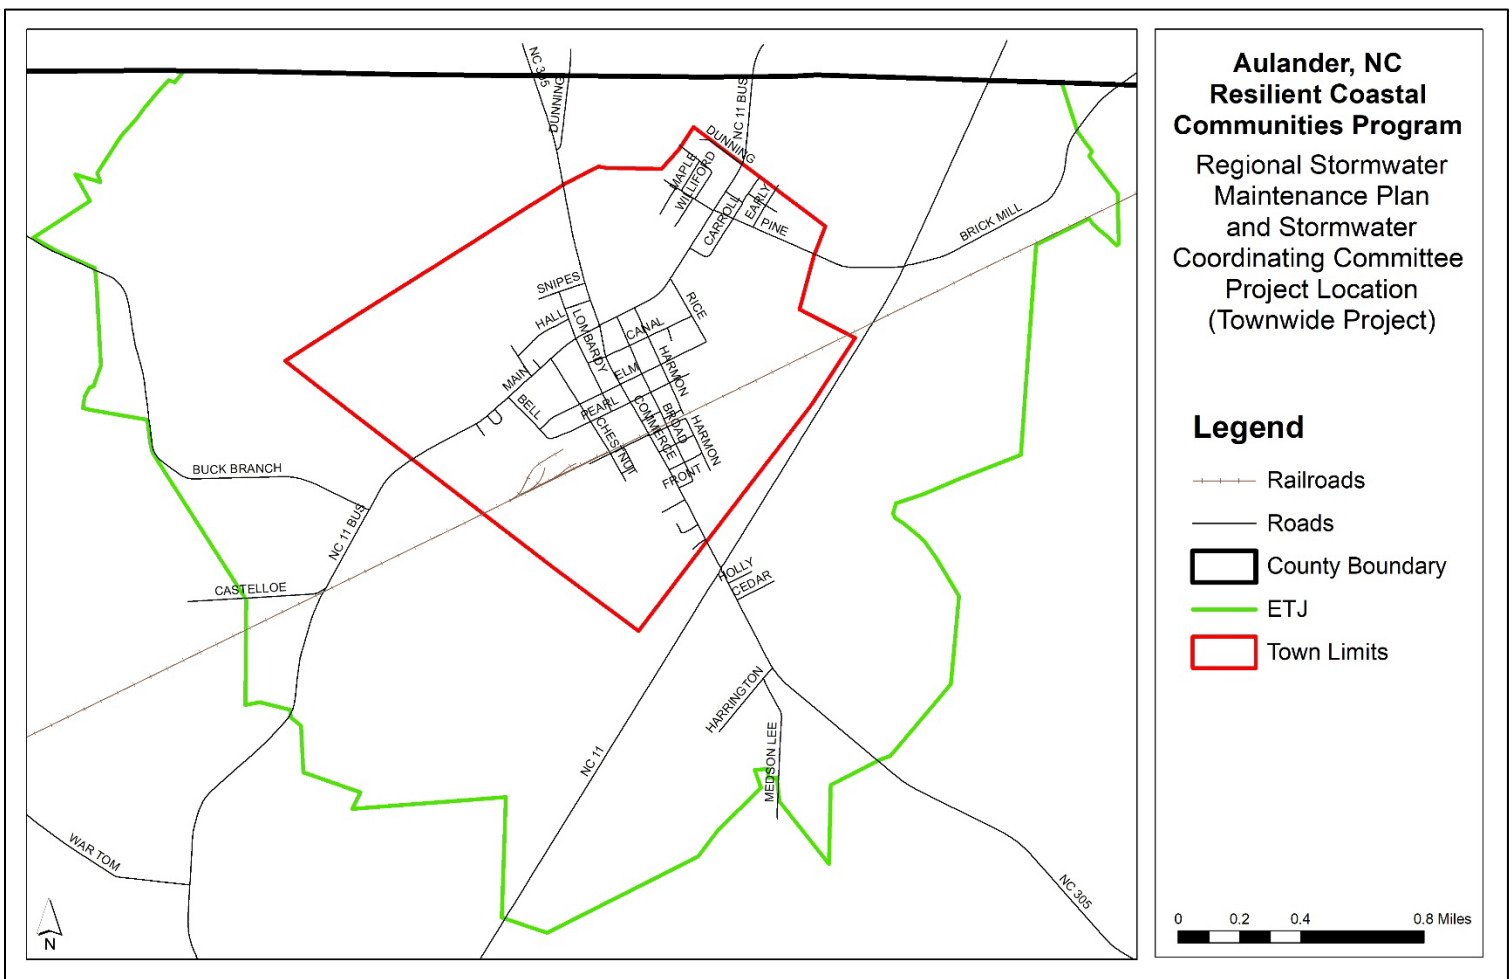 Aulander, NC
Resilient Coastal
Communities Program
Regional Stormwater
Maintenance Plan
and Stormwater
Coordinating Committee
Project Location
(Townwide Project)
Legend
Railroads
Roads
County Boundary
ETJ
Town Limits
0 0.2 0.4 0.8 Miles
NC 305
DUNNING
NC 11 BUS
DUNNING
MAPLE
WILLIFORD
CARROLL
EARLY
PINE
BRICK MILL
SNIPES
HALL
LOMBARDY
CANAL
RICE
MAIN
ELM
HARMON
BELL
PEARL
COMMERCE
BROAD
HARMON
CHESTNUT
FRONT
BUCK BRANCH
NC 11 BUS
CASTELLOE
HOLLY
CEDAR
HARRINGTON
NC 11
MEDSON LEE
WAR TOM
NC 305
N